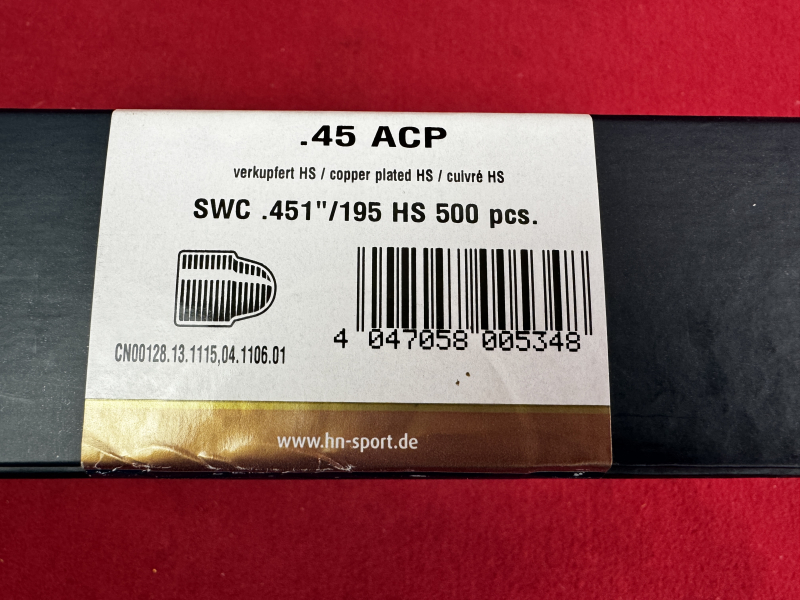 .45 ACP
verkupfert HS / copper plated HS / cuivré HS
SWC .451"/195 HS 500 pcs.
4 047058 005348
CN00128.13.1115,04.1106.01
www.hn-sport.de